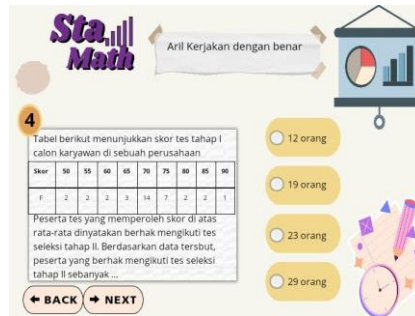 Sta
Math
Aril Kerjakan dengan benar
4
Tabel berikut menunjukkan skor tes tahap I
calon karyawan di sebuah perusahaan
Skor 50 55 60 65 70 75 80 85 90
F 2 2 2 3 14 7 2 2 1
Peserta tes yang memperoleh skor di atas
rata-rata dinyatakan berhak mengikuti tes
seleksi tahap II. Berdasarkan data tersbut,
peserta yang berhak mengikuti tes seleksi
tahap II sebanyak ...
12 orang
19 orang
23 orang
29 orang
BACK
NEXT